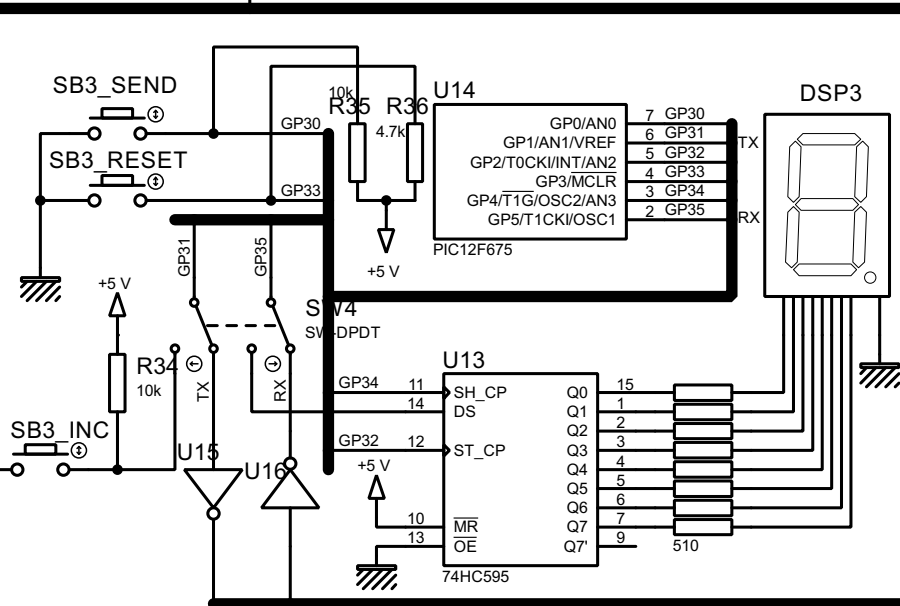 SB3_SEND
10k
R35
R36
4.7k
U14
DSP3
GP30
GP0/AN0
7
GP30
GP1/AN1/VREF
6
GP31
TX
SB3_RESET
GP2/T0CKI/INT/AN2
5
GP32
GP3/MCLR
4
GP33
GP33
GP4/T1G/OSC2/AN3
3
GP34
GP5/T1CKI/OSC1
2
GP35
RX
PIC12F675
GP31
GP35
+5 V
+5 V
SW4
SW-DPDT
R34
10k
TX
RX
U13
GP34
11
SH_CP
Q0
15
14
DS
Q1
1
Q2
2
SB3_INC
GP32
12
ST_CP
Q3
3
U15
U16
+5 V
Q4
4
Q5
5
Q6
6
10
MR
Q7
7
13
OE
Q7'
9
510
74HC595